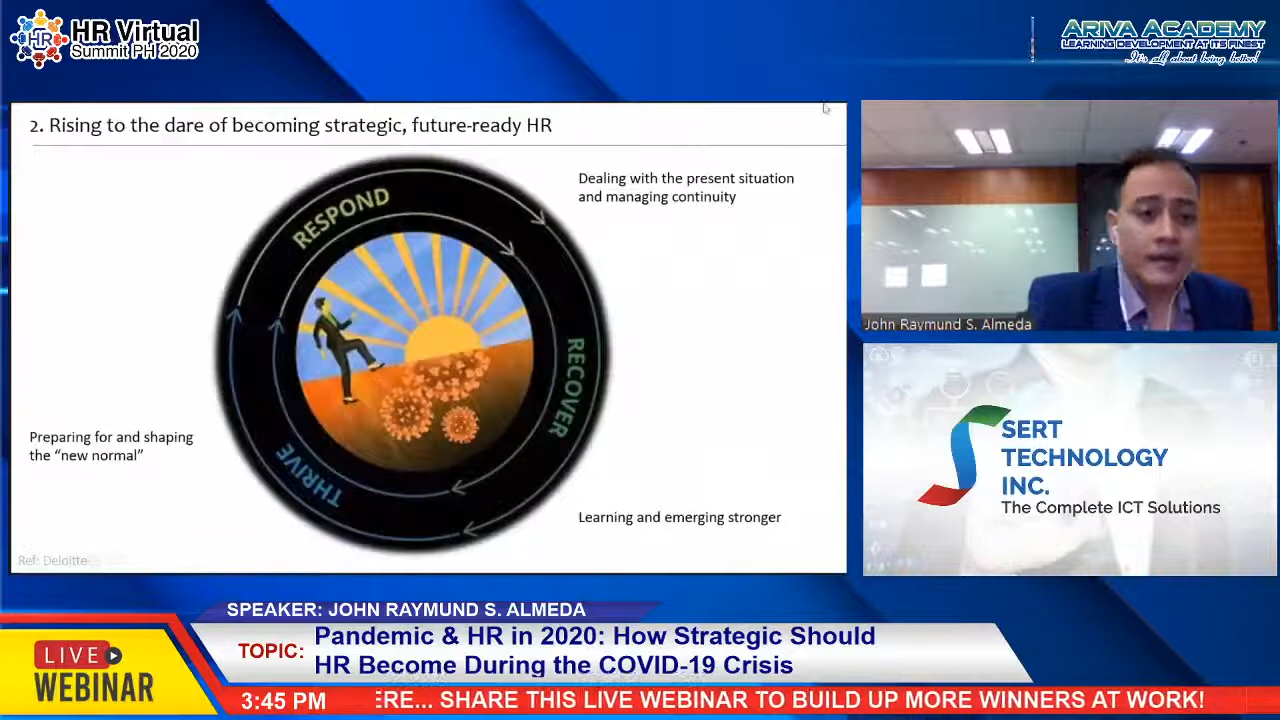 HR Virtual
Summit PH 2020
HR
ARIVA ACADEMY
LEARNING DEVELOPMENT AT ITS FINEST
It's all about being better!
2. Rising to the dare of becoming strategic, future-ready HR
Dealing with the present situation
and managing continuity
RESPOND
RECOVER
THRIVE
Preparing for and shaping
the “new normal”
Learning and emerging stronger
Ref: Deloitte
John Raymund S. Almeda
SERT
TECHNOLOGY
INC.
The Complete ICT Solutions
SPEAKER: JOHN RAYMUND S. ALMEDA
TOPIC: Pandemic & HR in 2020: How Strategic Should
HR Become During the COVID-19 Crisis
LIVE
WEBINAR
3:45 PM
ERE... SHARE THIS LIVE WEBINAR TO BUILD UP MORE WINNERS AT WORK!